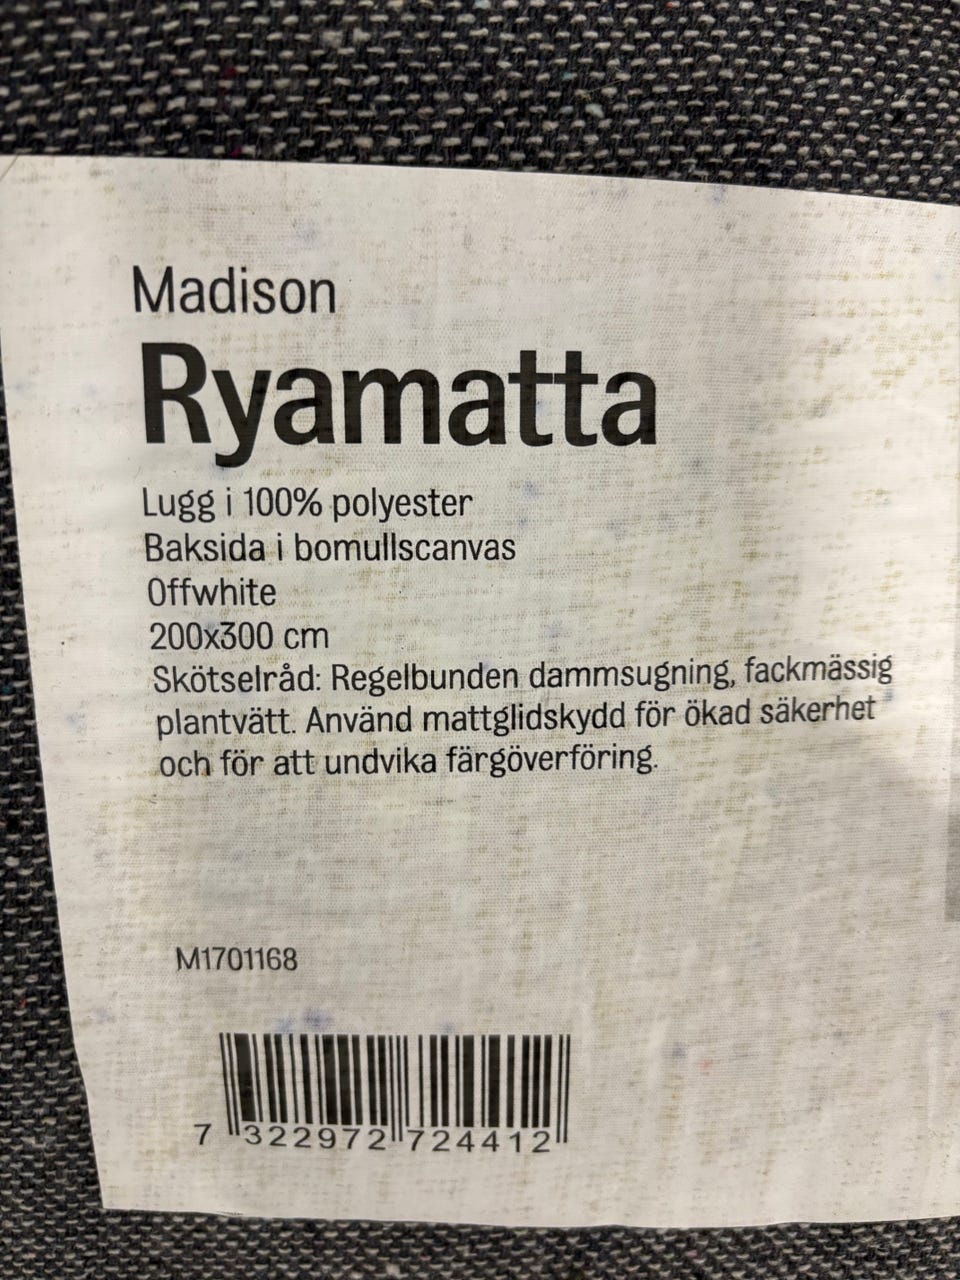 Madison
Ryamatta
Lugg i 100% polyester
Baksida i bomullscanvas
Offwhite
200x300 cm
Skötselråd: Regelbunden dammsugning, fackmässig
plantvätt. Använd mattglidskydd för ökad säkerhet
och för att undvika färgöverföring.
M1701168
7 322972 724412